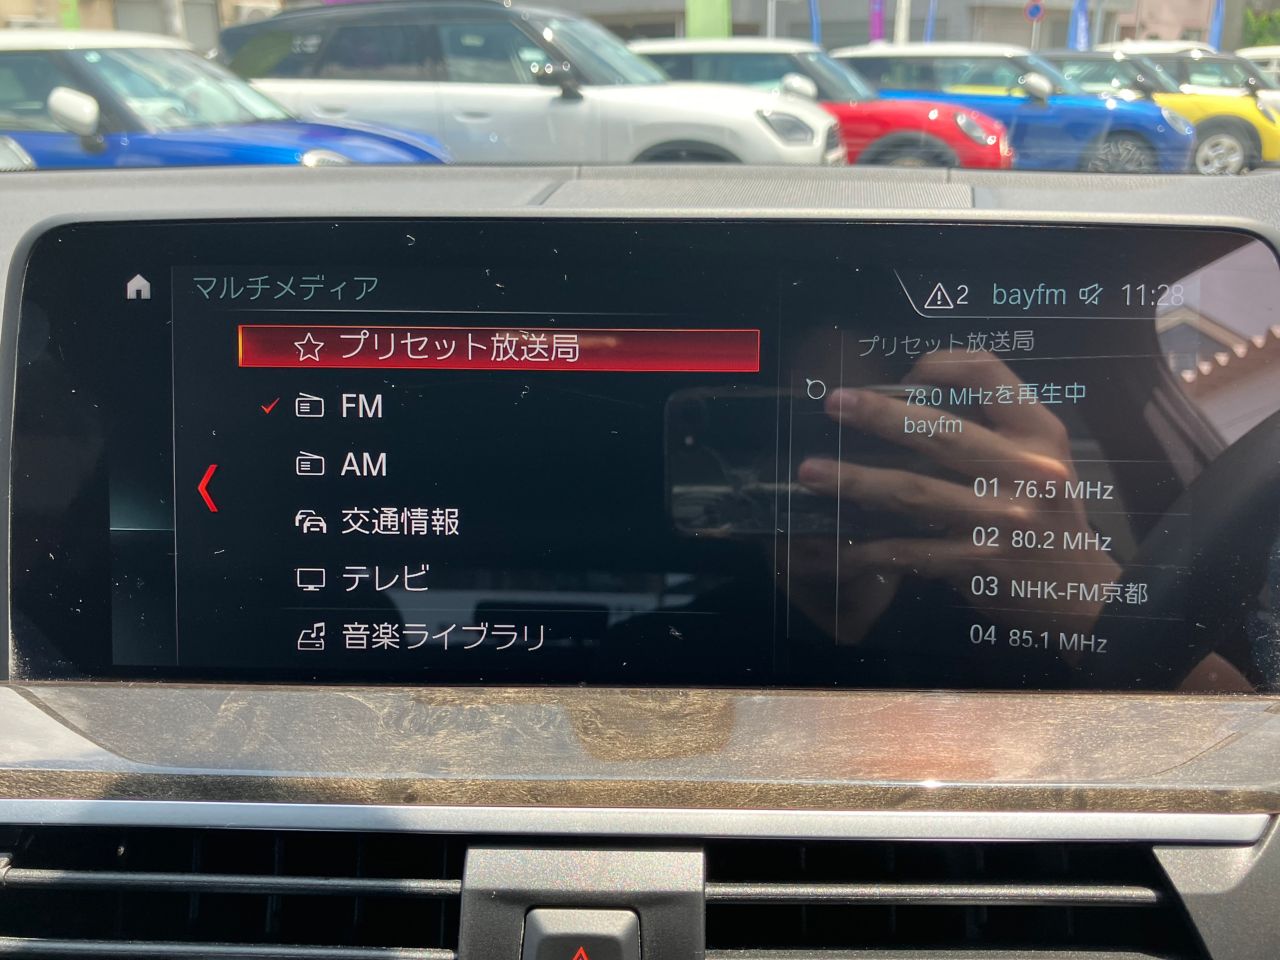 マルチメディア
2 bayfm 11:28
プリセット放送局
FM
AM
交通情報
テレビ
音楽ライブラリ
プリセット放送局
78.0 MHzを再生中
bayfm
01 76.5 MHz
02 80.2 MHz
03 NHK-FM京都
04 85.1 MHz